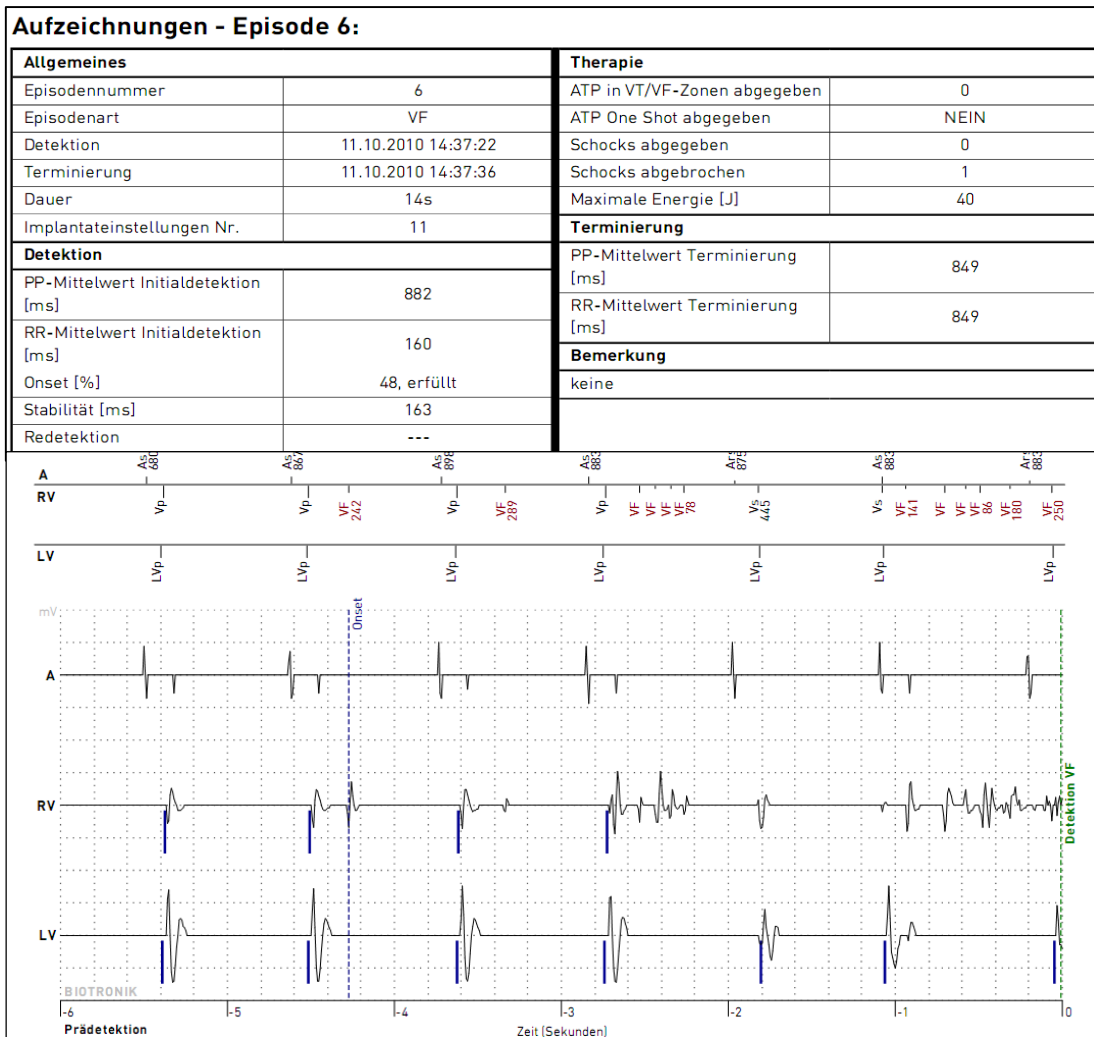 Aufzeichnungen - Episode 6:
Allgemeines
Episodennummer 6
Episodenart VF
Detektion 11.10.2010 14:37:22
Terminierung 11.10.2010 14:37:36
Dauer 14s
Implantateinstellungen Nr. 11
Detektion
PP-Mittelwert Initialdetektion
[ms] 882
RR-Mittelwert Initialdetektion
[ms] 160
Onset [%] 48, erfüllt
Stabilität [ms] 163
Redetektion ---
Therapie
ATP in VT/VF-Zonen abgegeben 0
ATP One Shot abgegeben NEIN
Schocks abgegeben 0
Schocks abgebrochen 1
Maximale Energie [J] 40
Terminierung
PP-Mittelwert Terminierung
[ms] 849
RR-Mittelwert Terminierung
[ms] 849
Bemerkung
keine
A
As 680 As 867 As 898 As 883 Ars 875 As 883 Ars 883
RV
Vp Vp VF 242 Vp VF 289 Vp VF VF VF VF 78 Vs 445 Vs VF 141 VF VF VF 86 VF 180 VF 250
LV
LVp LVp LVp LVp LVp LVp LVp
mV
Onset
A
RV
Detektion VF
LV
BIOTRONIK
-6 -5 -4 -3 -2 -1 0
Prädetektion
Zeit (Sekunden)